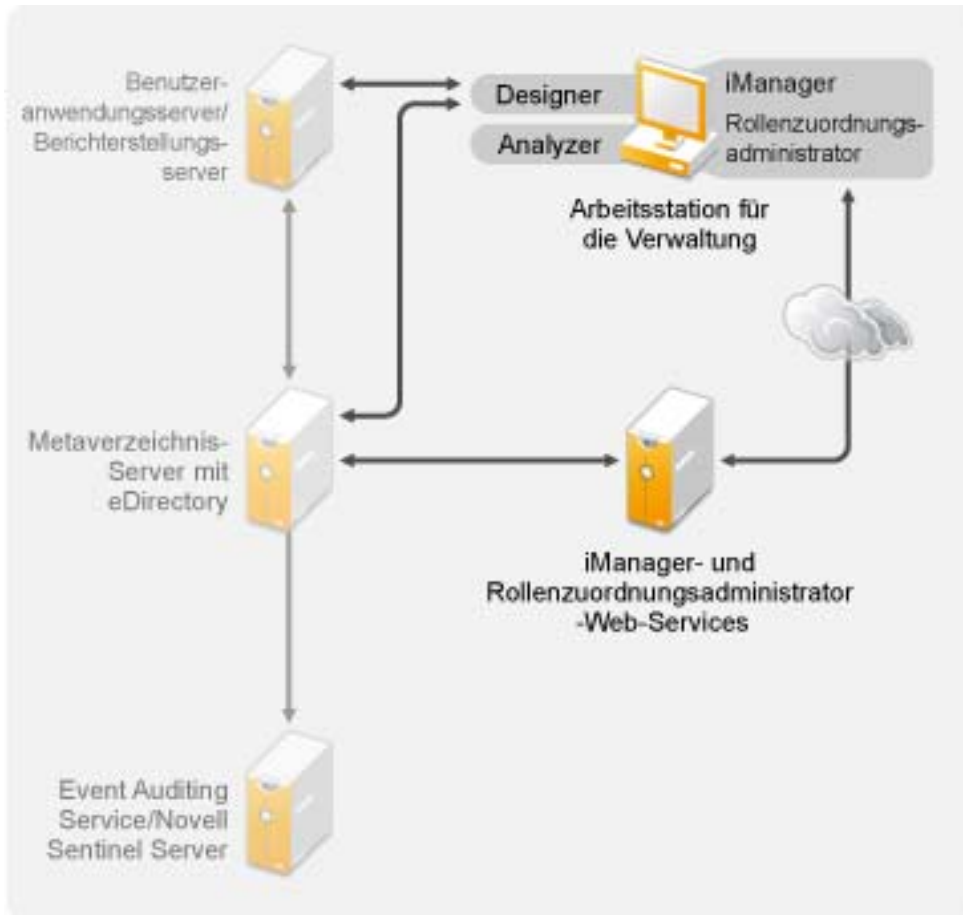 Benutzer-
anwendungsserver/
Berichterstellungs-
server
Designer
Analyzer
iManager
Rollenzuordnungs-
administrator
Arbeitsstation für
die Verwaltung
Metaverzeichnis-
Server mit
eDirectory
iManager- und
Rollenzuordnungsadministrator
-Web-Services
Event Auditing
Service/Novell
Sentinel Server